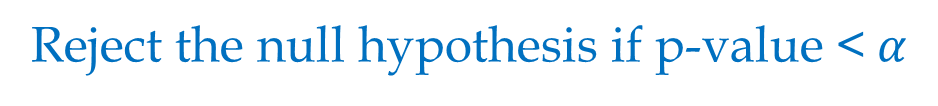 Reject the null hypothesis if p-value < α